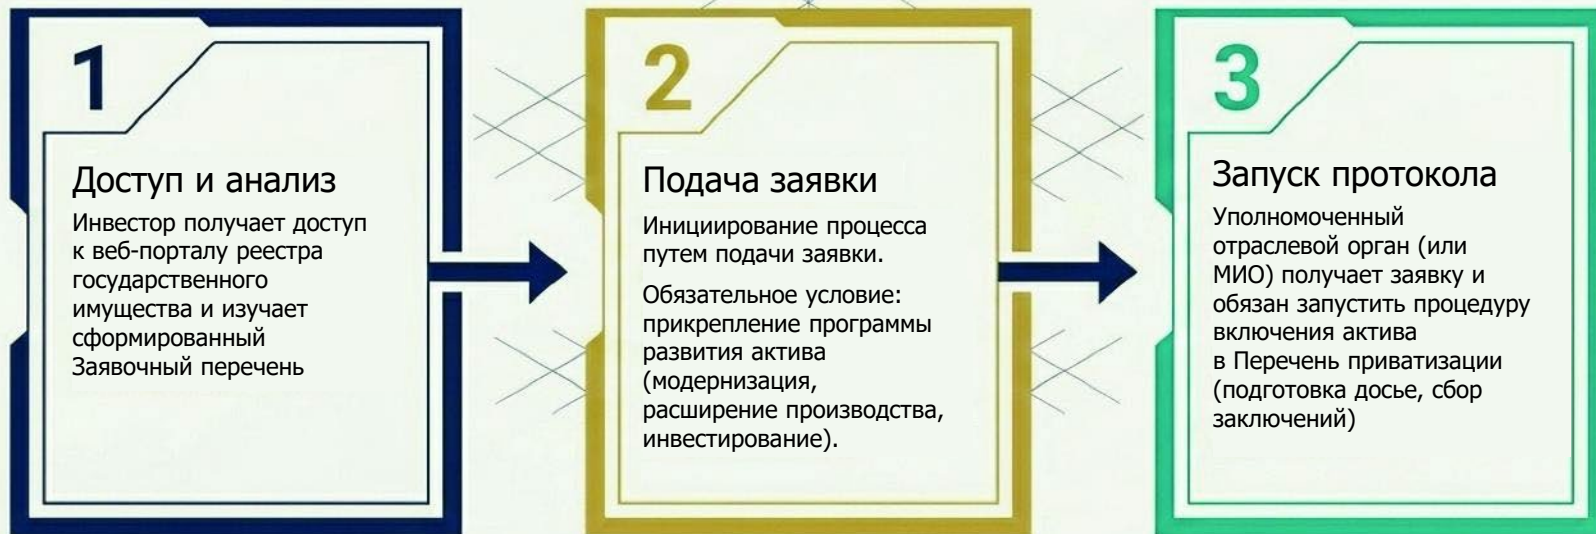 1
Доступ и анализ
Инвестор получает доступ
к веб-порталу реестра
государственного
имущества и изучает
сформированный
Заявочный перечень
2
Подача заявки
Инициирование процесса
путем подачи заявки.
Обязательное условие:
прикрепление программы
развития актива
(модернизация,
расширение производства,
инвестирование).
3
Запуск протокола
Уполномоченный
отраслевой орган (или
МИО) получает заявку и
обязан запустить процедуру
включения актива
в Перечень приватизации
(подготовка досье, сбор
заключений)